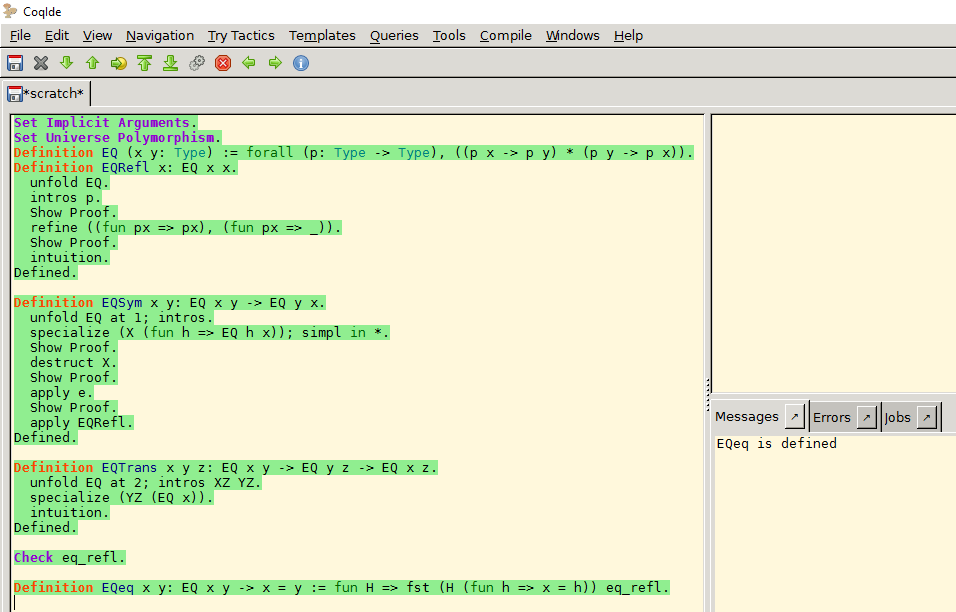 CoqIde
File Edit View Navigation Try Tactics Templates Queries Tools Compile Windows Help
*scratch*
Set Implicit Arguments.
Set Universe Polymorphism.
Definition EQ (x y: Type) := forall (p: Type -> Type), ((p x -> p y) * (p y -> p x)).
Definition EQRefl x: EQ x x.
  unfold EQ.
  intros p.
  Show Proof.
  refine ((fun px => px), (fun px => _)).
  Show Proof.
  intuition.
Defined.
Definition EQSym x y: EQ x y -> EQ y x.
  unfold EQ at 1; intros.
  specialize (X (fun h => EQ h x)); simpl in *.
  Show Proof.
  destruct X.
  Show Proof.
  apply e.
  Show Proof.
  apply EQRefl.
Defined.
Definition EQTrans x y z: EQ x y -> EQ y z -> EQ x z.
  unfold EQ at 2; intros XZ YZ.
  specialize (YZ (EQ x)).
  intuition.
Defined.
Check eq_refl.
Definition EQeq x y: EQ x y -> x = y := fun H => fst (H (fun h => x = h)) eq_refl.
Messages Errors Jobs
EQeq is defined